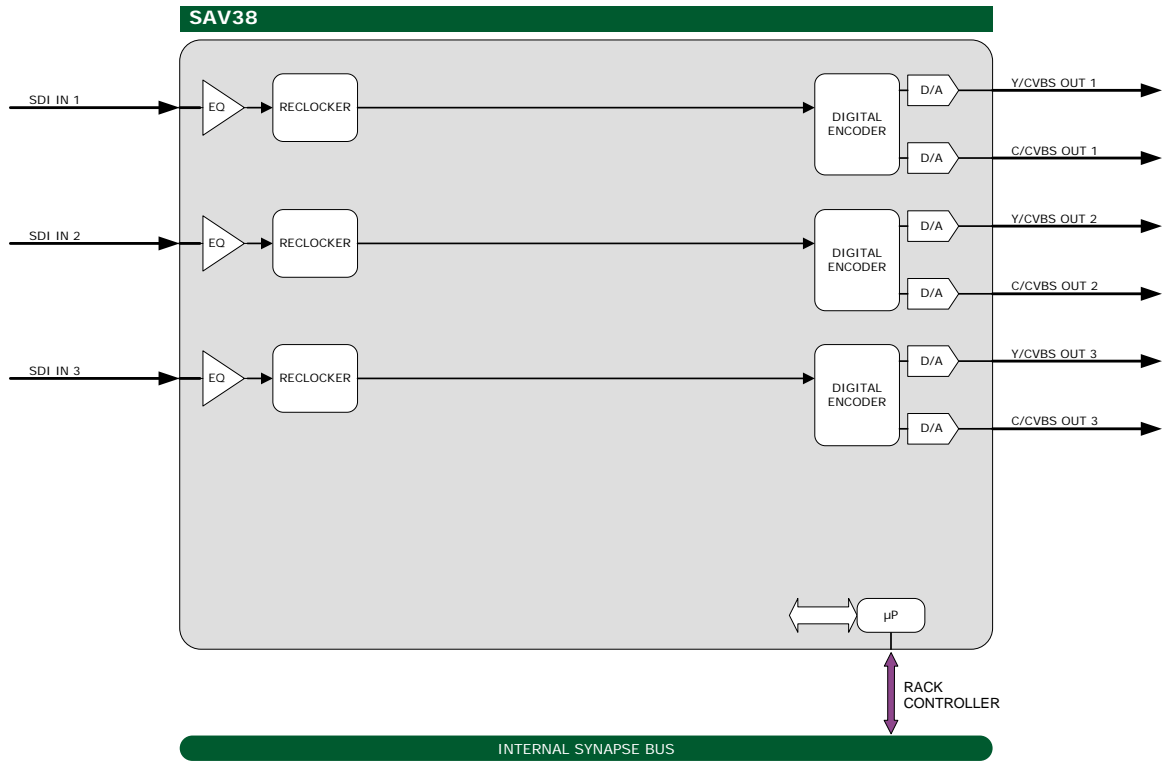 SAV38
SDI IN 1
EQ
RECLOCKER
DIGITAL
ENCODER
D/A
Y/CVBS OUT 1
D/A
C/CVBS OUT 1
SDI IN 2
EQ
RECLOCKER
DIGITAL
ENCODER
D/A
Y/CVBS OUT 2
D/A
C/CVBS OUT 2
SDI IN 3
EQ
RECLOCKER
DIGITAL
ENCODER
D/A
Y/CVBS OUT 3
D/A
C/CVBS OUT 3
µP
RACK
CONTROLLER
INTERNAL SYNAPSE BUS